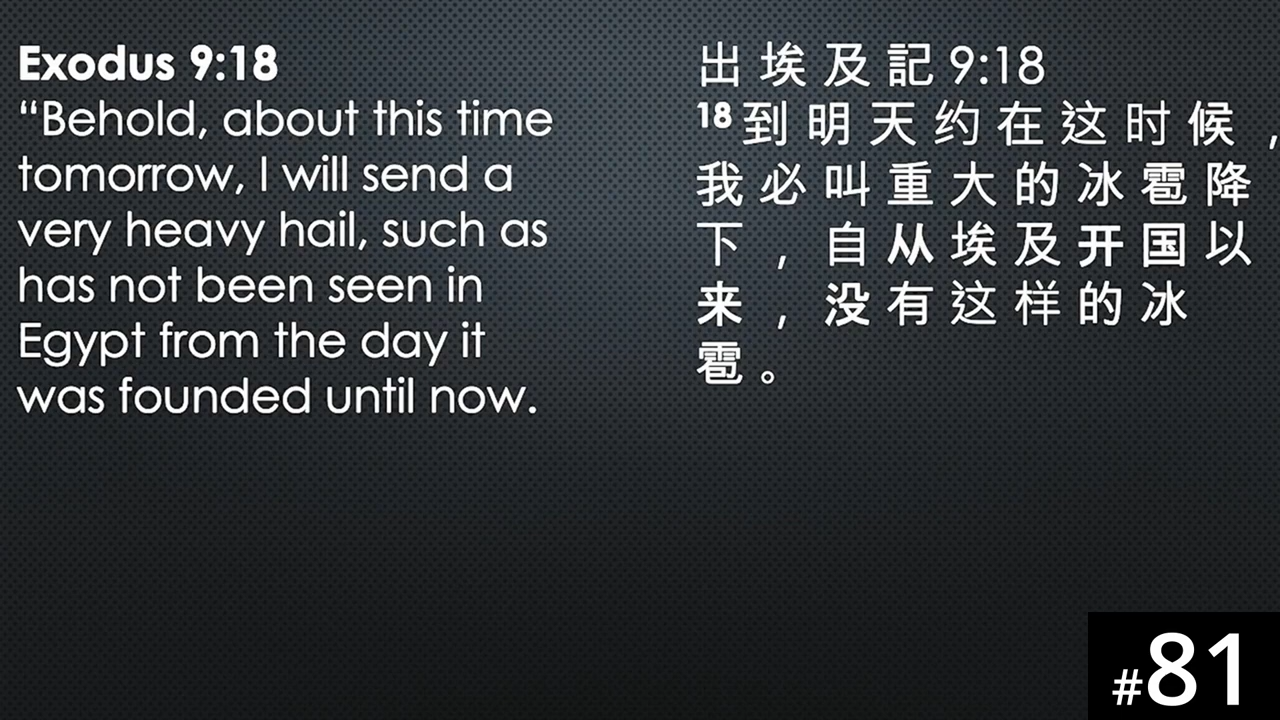 Exodus 9:18
“Behold, about this time
tomorrow, I will send a
very heavy hail, such as
has not been seen in
Egypt from the day it
was founded until now.
出埃及記 9:18
18 到明天约在这时候，
我必叫重大的冰雹降
下，自从埃及开国以
来，没有这样的冰
雹。
#81